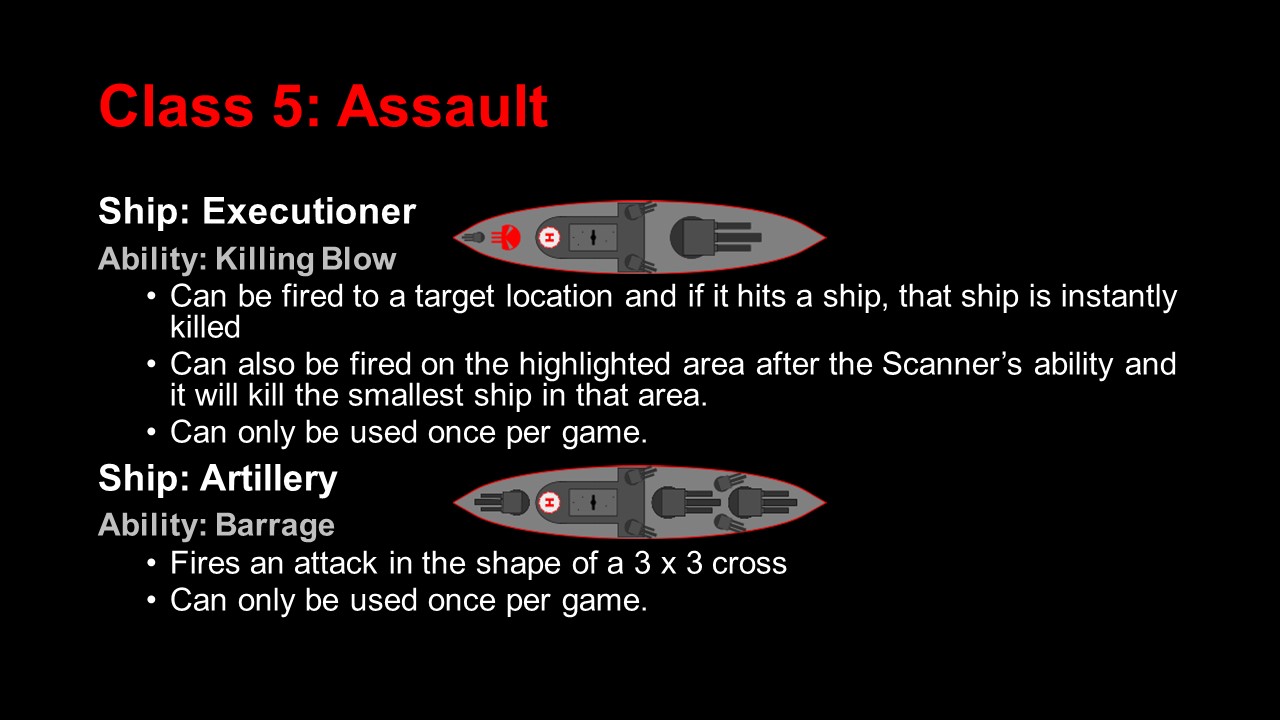 Class 5: Assault
Ship: Executioner
Ability: Killing Blow
• Can be fired to a target location and if it hits a ship, that ship is instantly
killed
• Can also be fired on the highlighted area after the Scanner’s ability and
it will kill the smallest ship in that area.
• Can only be used once per game.
Ship: Artillery
Ability: Barrage
• Fires an attack in the shape of a 3 x 3 cross
• Can only be used once per game.
H
H